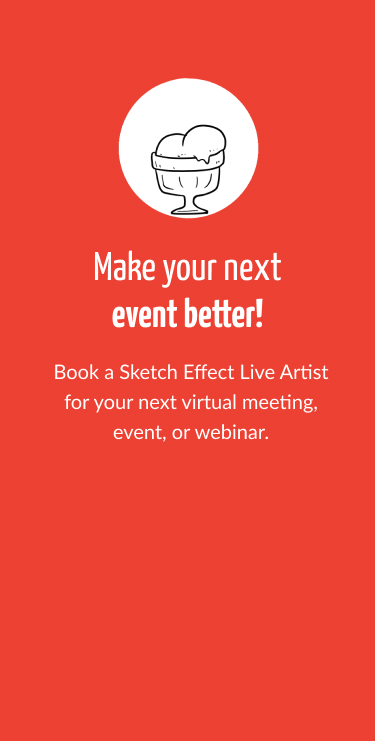 Make your next
event better!
Book a Sketch Effect Live Artist
for your next virtual meeting,
event, or webinar.